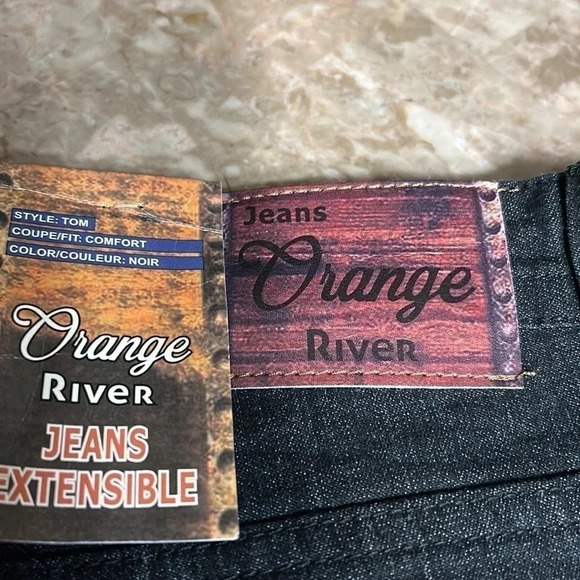 STYLE: TOM
COUPE/FIT: COMFORT
COLOR/COULEUR: NOIR
Orange
RIVER
JEANS
EXTENSIBLE
Jeans
Orange
RIVER